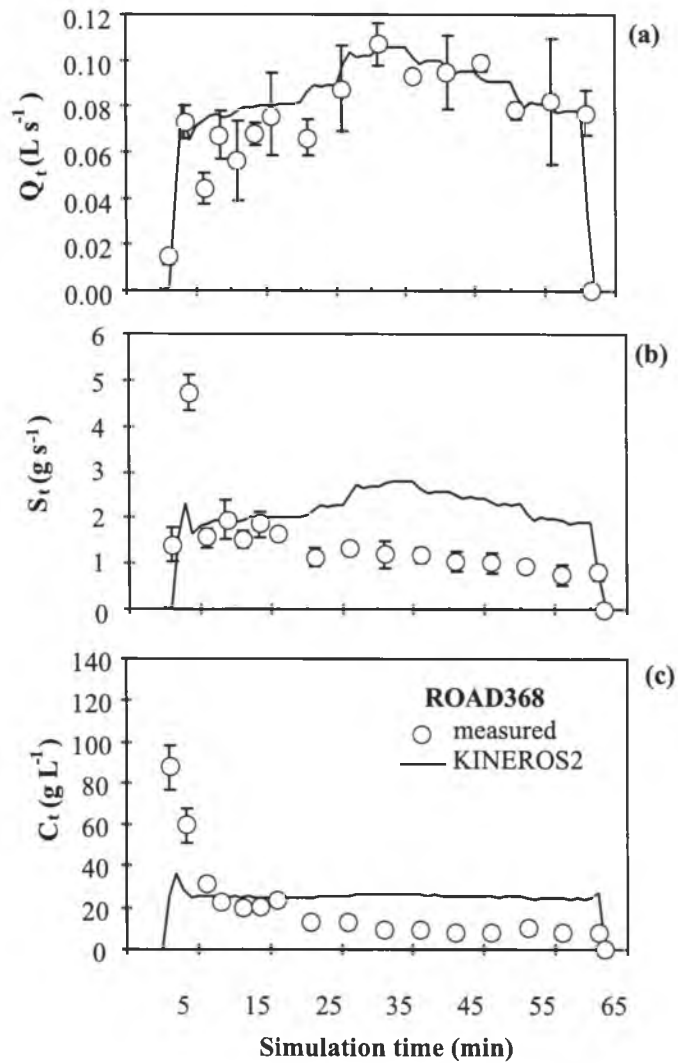 (a)
0.12
0.10
0.08
0.06
0.04
0.02
0.00
Q t (L s-1)
(b)
6
5
4
3
2
1
0
St (g s-1)
(c)
140
120
100
80
60
40
20
0
Ct (g L-1)
ROAD368
measured
KINEROS2
5 15 25 35 45 55 65
Simulation time (min)